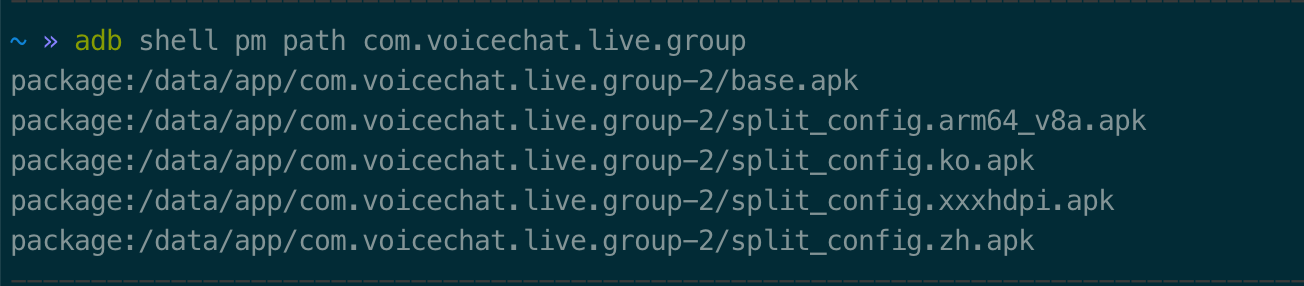 ~ » adb shell pm path com.voicechat.live.group
package:/data/app/com.voicechat.live.group-2/base.apk
package:/data/app/com.voicechat.live.group-2/split_config.arm64_v8a.apk
package:/data/app/com.voicechat.live.group-2/split_config.ko.apk
package:/data/app/com.voicechat.live.group-2/split_config.xxxhdpi.apk
package:/data/app/com.voicechat.live.group-2/split_config.zh.apk